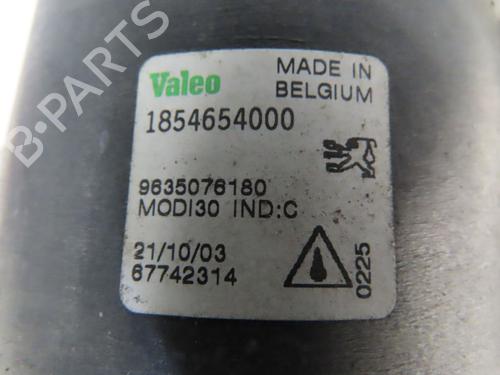 Valeo
MADE IN
BELGIUM
1854654000
9635076180
MODI30 IND:C
21/10/03
67742314
0225
B-PARTS